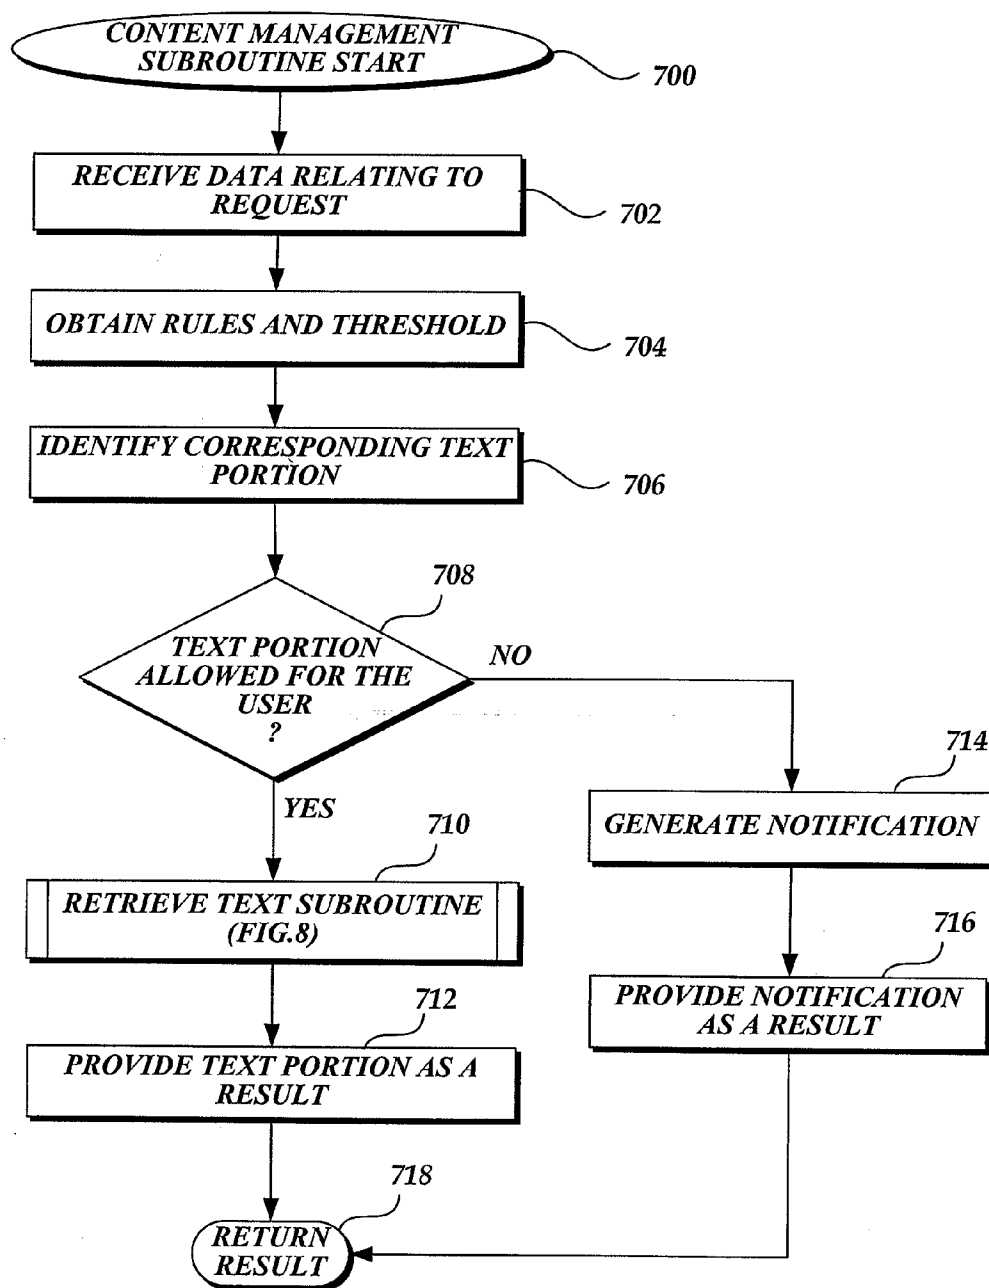 CONTENT MANAGEMENT
SUBROUTINE START
700
RECEIVE DATA RELATING TO
REQUEST
702
OBTAIN RULES AND THRESHOLD
704
IDENTIFY CORRESPONDING TEXT
PORTION
706
708
TEXT PORTION
ALLOWED FOR THE
USER
?
NO
YES
714
GENERATE NOTIFICATION
710
RETRIEVE TEXT SUBROUTINE
(FIG.8)
716
PROVIDE NOTIFICATION
AS A RESULT
712
PROVIDE TEXT PORTION AS A
RESULT
718
RETURN
RESULT